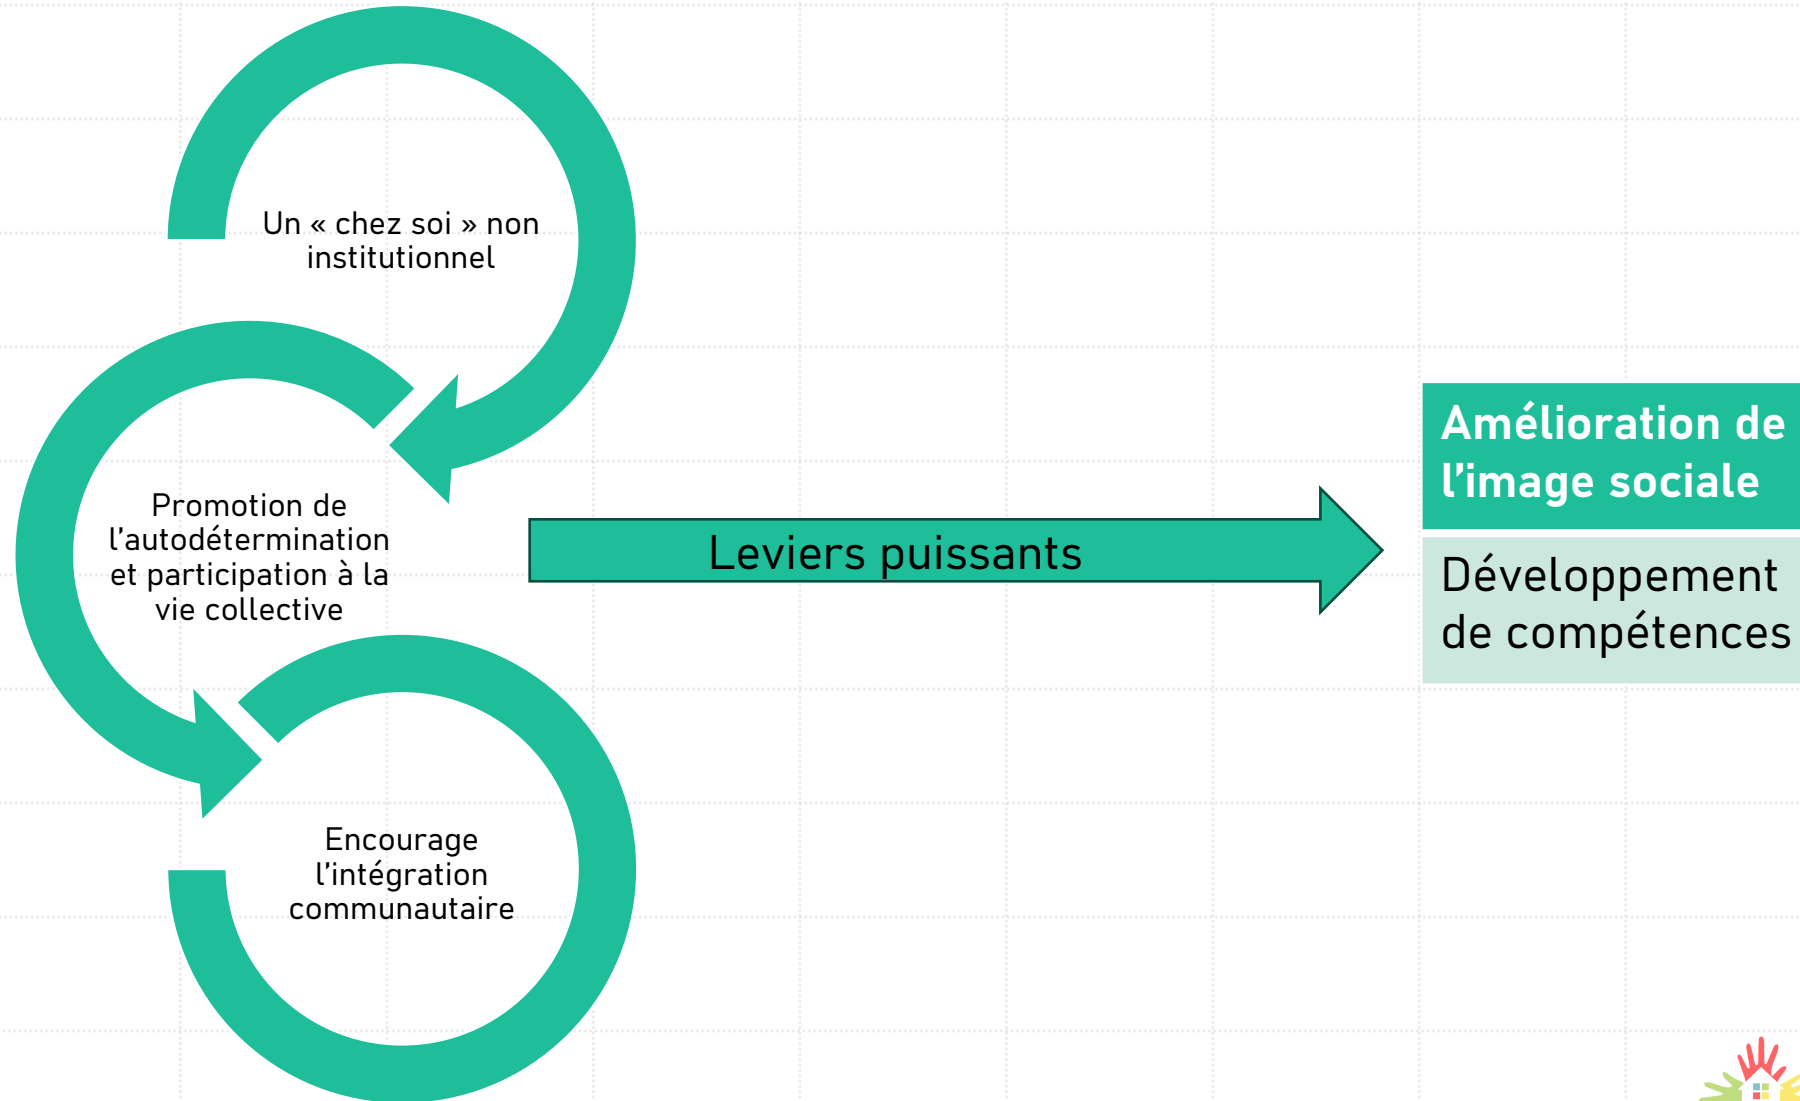 Un « chez soi » non
institutionnel
Promotion de
l’autodétermination
et participation à la
vie collective
Encourage
l’intégration
communautaire
Leviers puissants
Amélioration de
l’image sociale
Développement
de compétences